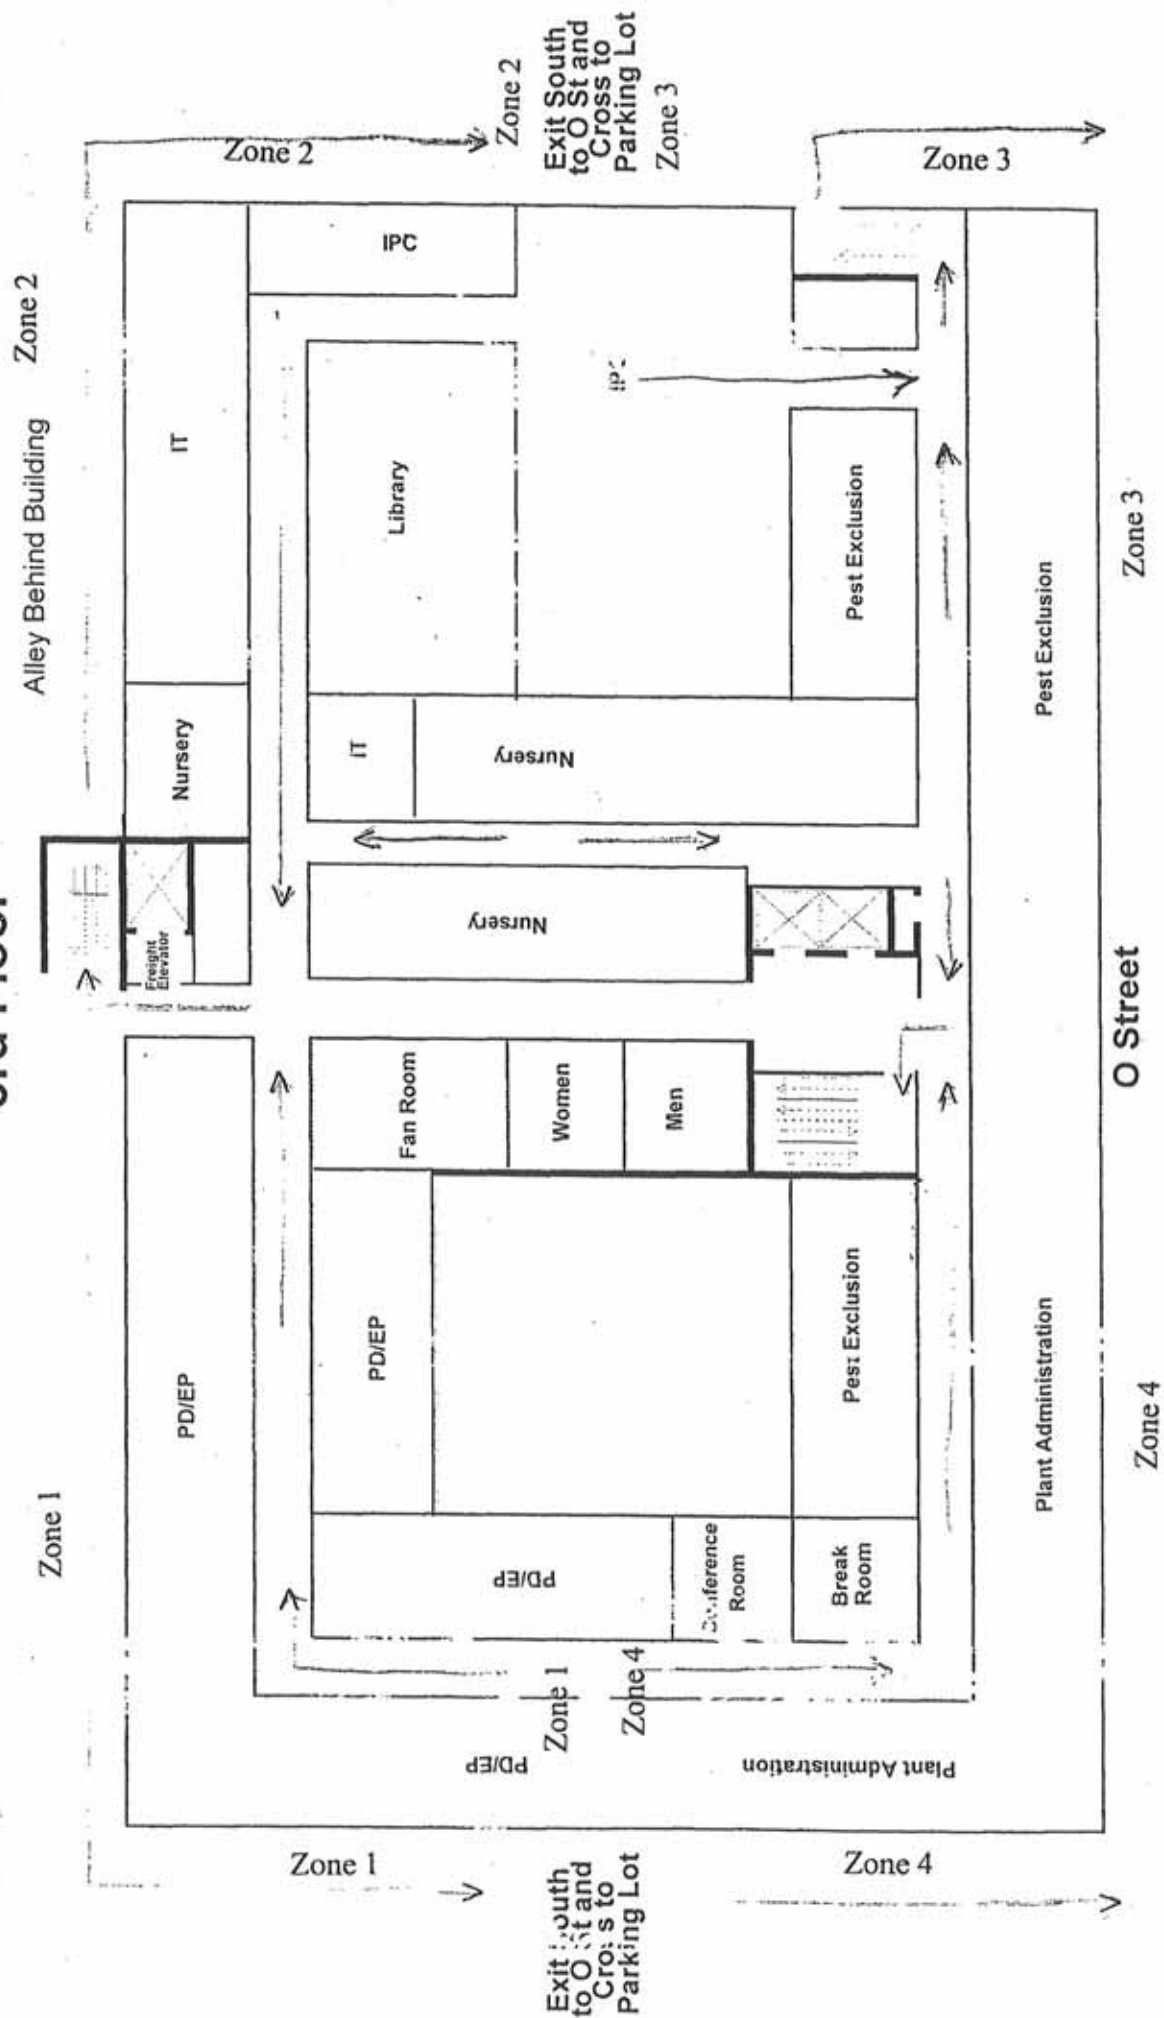 3rd Floor
Zone 1
Alley Behind Building
Zone 2
Freight
Elevator
PD/EP
Nursery
IT
Zone 1
Zone 2
PD/EP
Fan Room
IT
Library
IPC
PD/EP
PD/EP
Women
Nursery
Nursery
Zone 2
Zone 1
Exit South
to O St and
Cross to
Parking Lot
Exit South
to O St and
Cross to
Parking Lot
Zone 4
IPC
Zone 3
Conference
Room
Men
Plant Administration
Break
Room
Pest Exclusion
Pest Exclusion
Zone 4
Zone 3
Plant Administration
Pest Exclusion
Zone 4
O Street
Zone 3